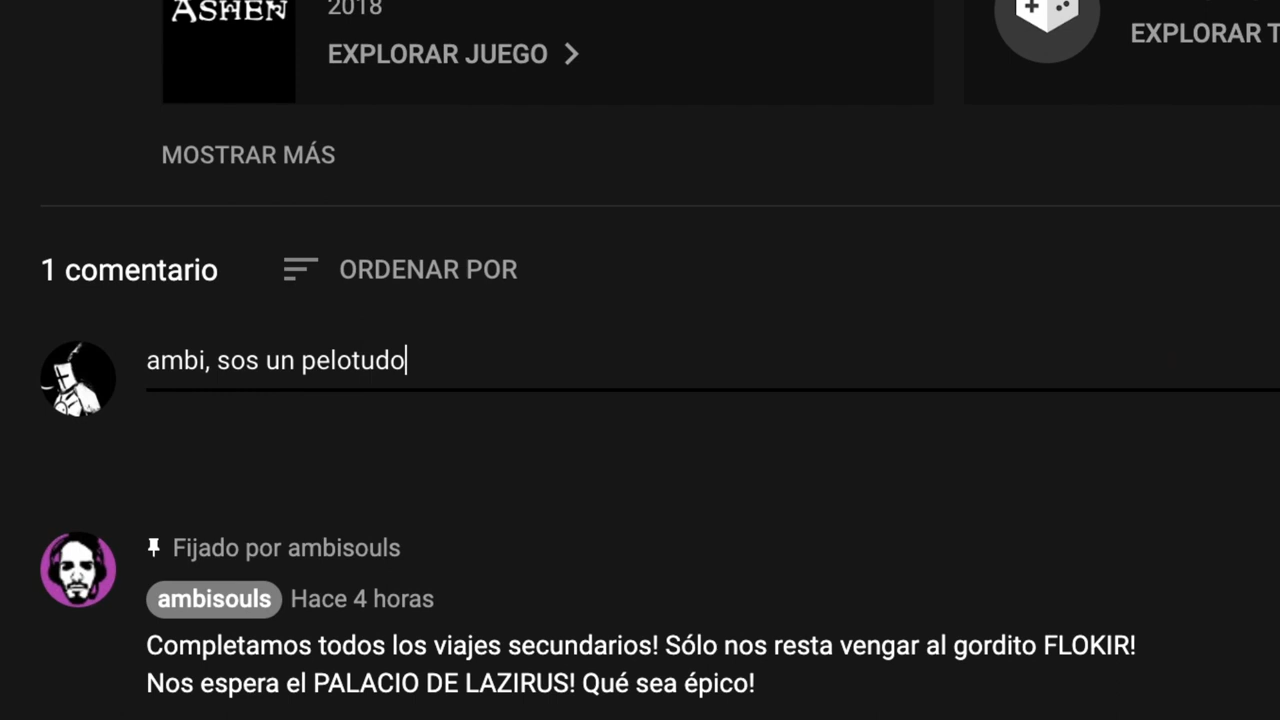 ASHEN
2018
EXPLORAR JUEGO
EXPLORAR T
MOSTRAR MÁS
1 comentario
ORDENAR POR
ambi, sos un pelotudo
Fijado por ambisouls
ambisouls Hace 4 horas
Completamos todos los viajes secundarios! Sólo nos resta vengar al gordito FLOKIR!
Nos espera el PALACIO DE LAZIRUS! Qué sea épico!